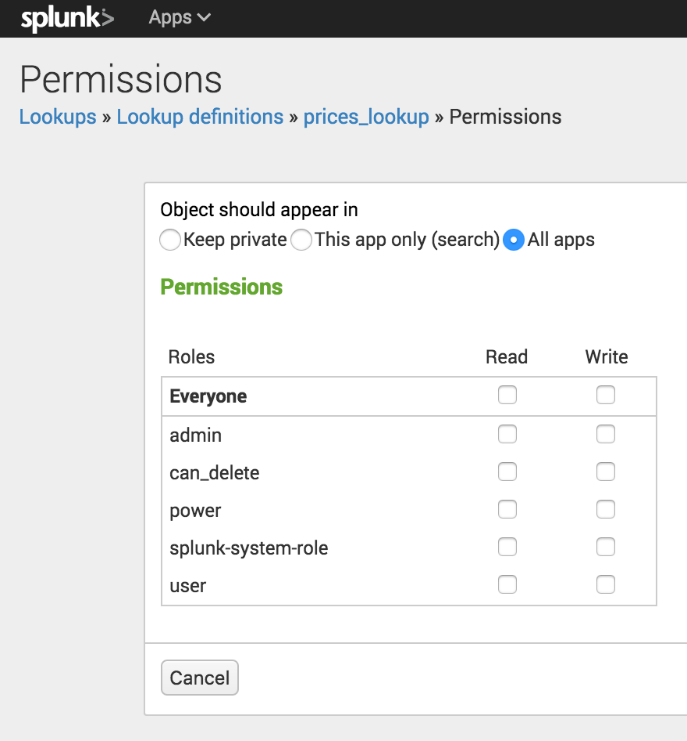 splunk> Apps
Permissions
Lookups » Lookup definitions » prices_lookup » Permissions
Object should appear in
Keep private This app only (search) All apps
Permissions
Roles Read Write
Everyone
admin
can_delete
power
splunk-system-role
user
Cancel